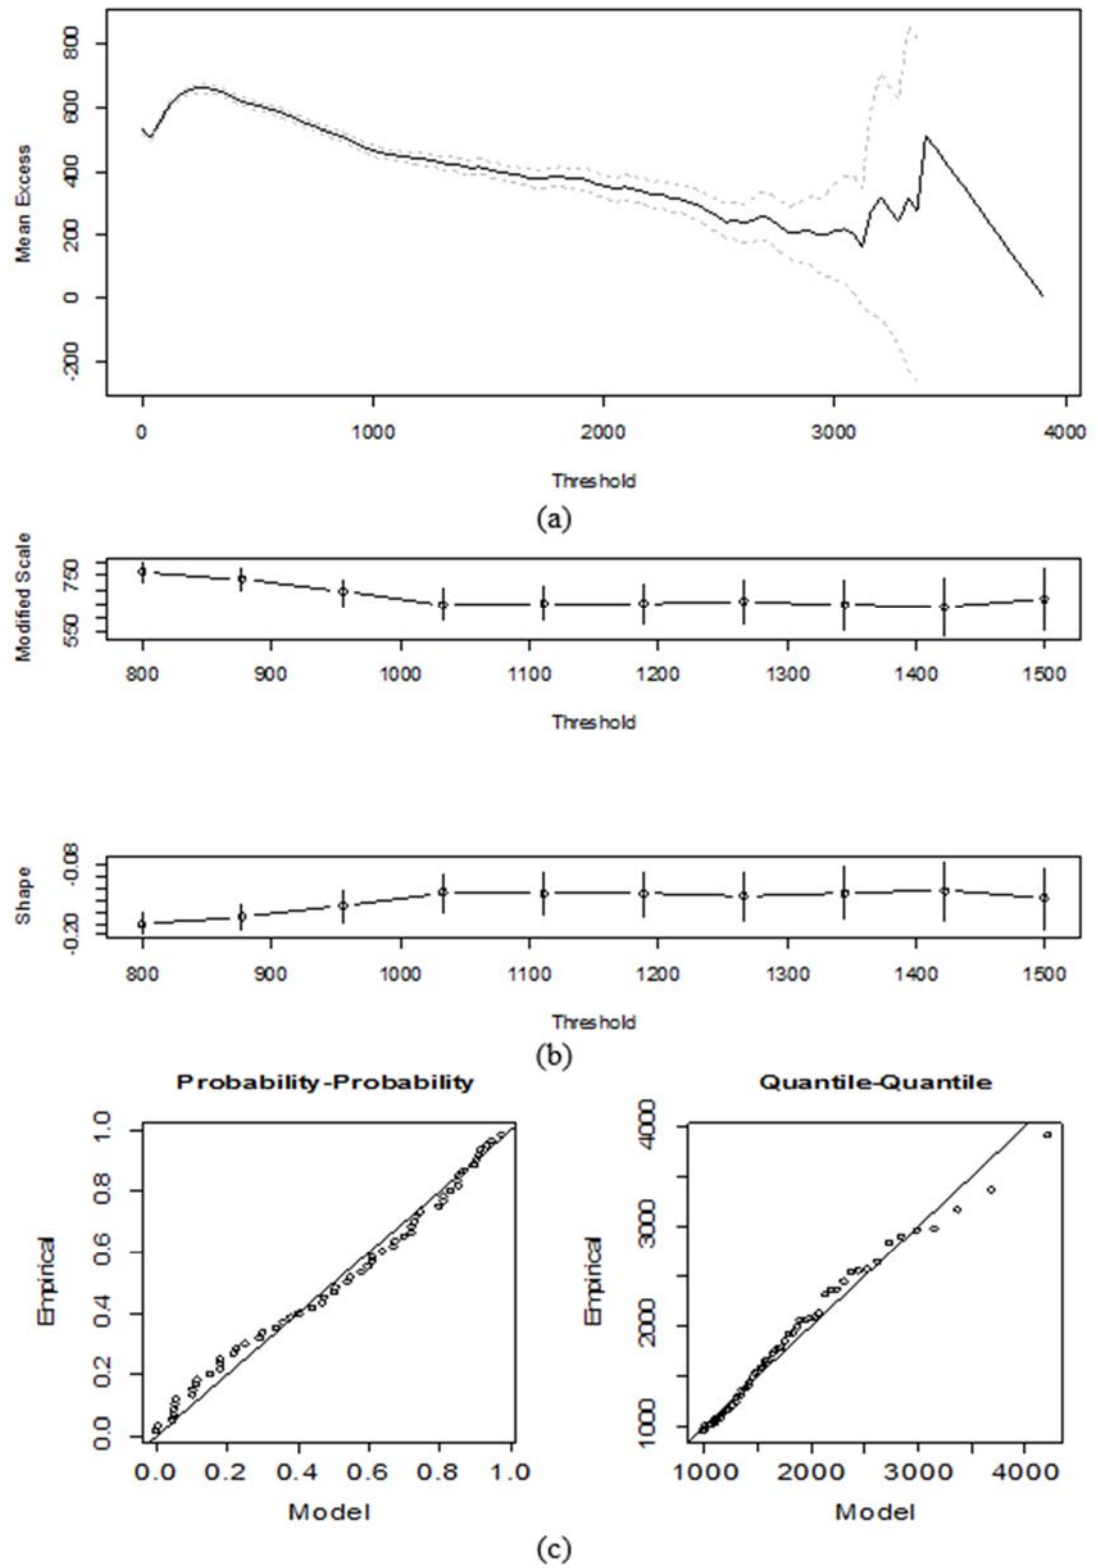 800
600
400
200
0
-200
Mean Excess
0 1000 2000 3000 4000
Threshold
(a)
Modified Scale
750
550
800 900 1000 1100 1200 1300 1400 1500
Threshold
Shape
-0.08
-0.20
800 900 1000 1100 1200 1300 1400 1500
Threshold
(b)
Probability-Probability
1.0
0.8
0.6
0.4
0.2
0.0
Empirical
0.0 0.2 0.4 0.6 0.8 1.0
Model
Quantile-Quantile
4000
3000
2000
1000
Empirical
1000 2000 3000 4000
Model
(c)